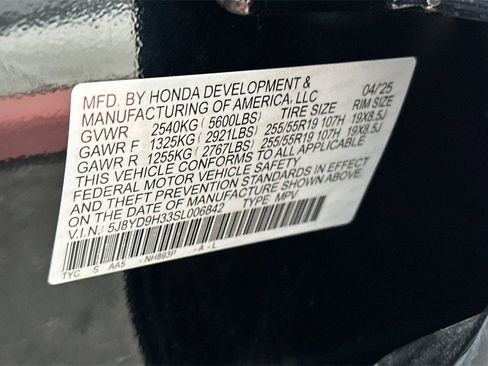 MFD. BY HONDA DEVELOPMENT & 04/'25
MANUFACTURING OF AMERICA, LLC
GVWR 2540KG (5600LBS) TIRE SIZE RIM SIZE
GAWR F 1325KG (2921LBS) 255/55R19 107H 19X8.5J
GAWR R 1255KG (2767LBS) 255/55R19 107H 19X8.5J
THIS VEHICLE CONFORMS TO ALL APPLICABLE
FEDERAL MOTOR VEHICLE SAFETY
AND THEFT PREVENTION STANDARDS IN EFFECT
ON THE DATE OF MANUFACTURE SHOWN ABOVE.
V.I.N. 5J8YD9H33SL006842 TYPE MPV
TYC S AA5 - NH893P - A - L